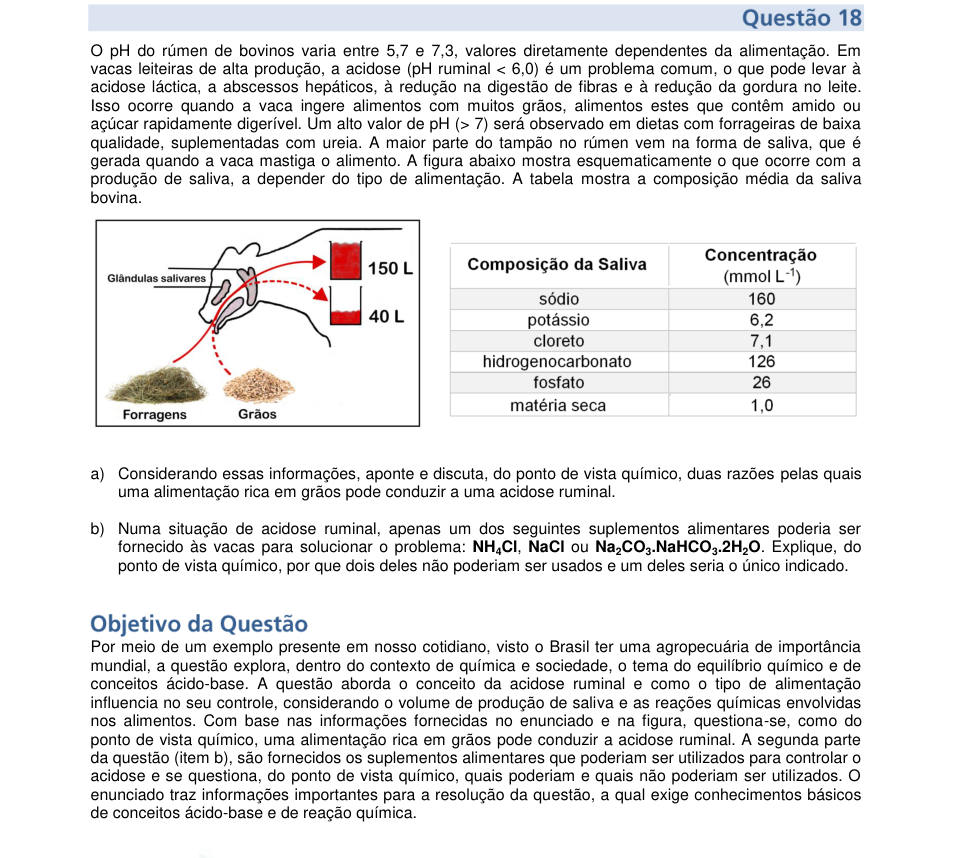 Questão 18
O pH do rúmen de bovinos varia entre 5,7 e 7,3, valores diretamente dependentes da alimentação. Em
vacas leiteiras de alta produção, a acidose (pH ruminal < 6,0) é um problema comum, o que pode levar à
acidose láctica, a abscessos hepáticos, à redução na digestão de fibras e à redução da gordura no leite.
Isso ocorre quando a vaca ingere alimentos com muitos grãos, alimentos estes que contêm amido ou
açúcar rapidamente digerível. Um alto valor de pH (> 7) será observado em dietas com forrageiras de baixa
qualidade, suplementadas com ureia. A maior parte do tampão no rúmen vem na forma de saliva, que é
gerada quando a vaca mastiga o alimento. A figura abaixo mostra esquematicamente o que ocorre com a
produção de saliva, a depender do tipo de alimentação. A tabela mostra a composição média da saliva
bovina.
Glândulas salivares
150 L
40 L
Forragens Grãos
Composição da Saliva Concentração (mmol L⁻¹)
sódio 160
potássio 6,2
cloreto 7,1
hidrogenocarbonato 126
fosfato 26
matéria seca 1,0
a) Considerando essas informações, aponte e discuta, do ponto de vista químico, duas razões pelas quais
uma alimentação rica em grãos pode conduzir a uma acidose ruminal.
b) Numa situação de acidose ruminal, apenas um dos seguintes suplementos alimentares poderia ser
fornecido às vacas para solucionar o problema: NH₄Cl, NaCl ou Na₂CO₃.NaHCO₃.2H₂O. Explique, do
ponto de vista químico, por que dois deles não poderiam ser usados e um deles seria o único indicado.
Objetivo da Questão
Por meio de um exemplo presente em nosso cotidiano, visto o Brasil ter uma agropecuária de importância
mundial, a questão explora, dentro do contexto de química e sociedade, o tema do equilíbrio químico e de
conceitos ácido-base. A questão aborda o conceito da acidose ruminal e como o tipo de alimentação
influencia no seu controle, considerando o volume de produção de saliva e as reações químicas envolvidas
nos alimentos. Com base nas informações fornecidas no enunciado e na figura, questiona-se, como do
ponto de vista químico, uma alimentação rica em grãos pode conduzir a acidose ruminal. A segunda parte
da questão (item b), são fornecidos os suplementos alimentares que poderiam ser utilizados para controlar o
acidose e se questiona, do ponto de vista químico, quais poderiam e quais não poderiam ser utilizados. O
enunciado traz informações importantes para a resolução da questão, a qual exige conhecimentos básicos
de conceitos ácido-base e de reação química.